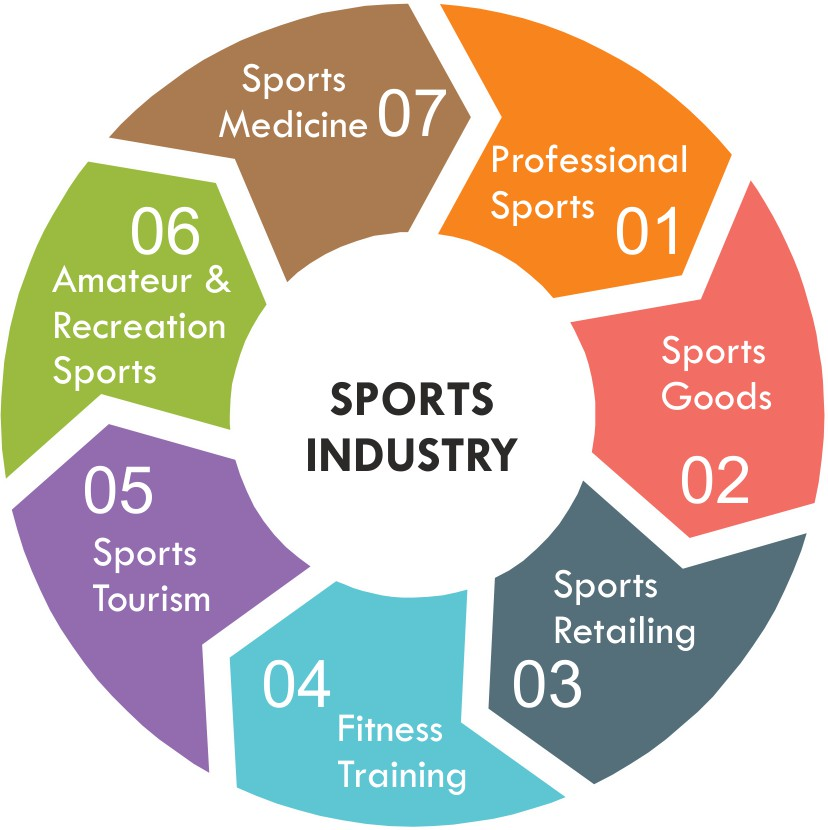 SPORTS
INDUSTRY
Professional
Sports
01
Sports
Goods
02
Sports
Retailing
03
04
Fitness
Training
05
Sports
Tourism
06
Amateur &
Recreation
Sports
Sports
Medicine 07